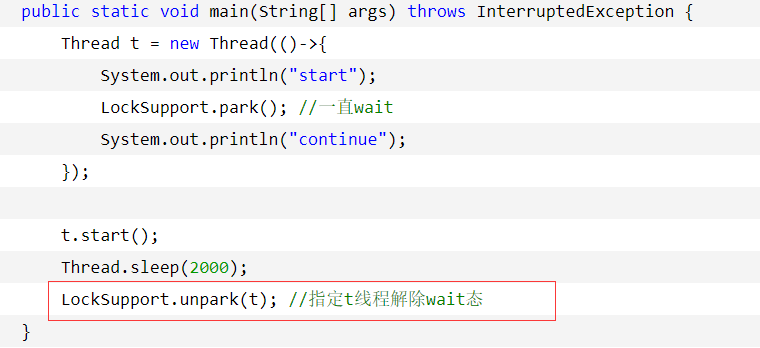 public static void main(String[] args) throws InterruptedException {
    Thread t = new Thread(()->{
        System.out.println("start");
        LockSupport.park(); //一直wait
        System.out.println("continue");
    });
    t.start();
    Thread.sleep(2000);
    LockSupport.unpark(t); //指定t线程解除wait态
}